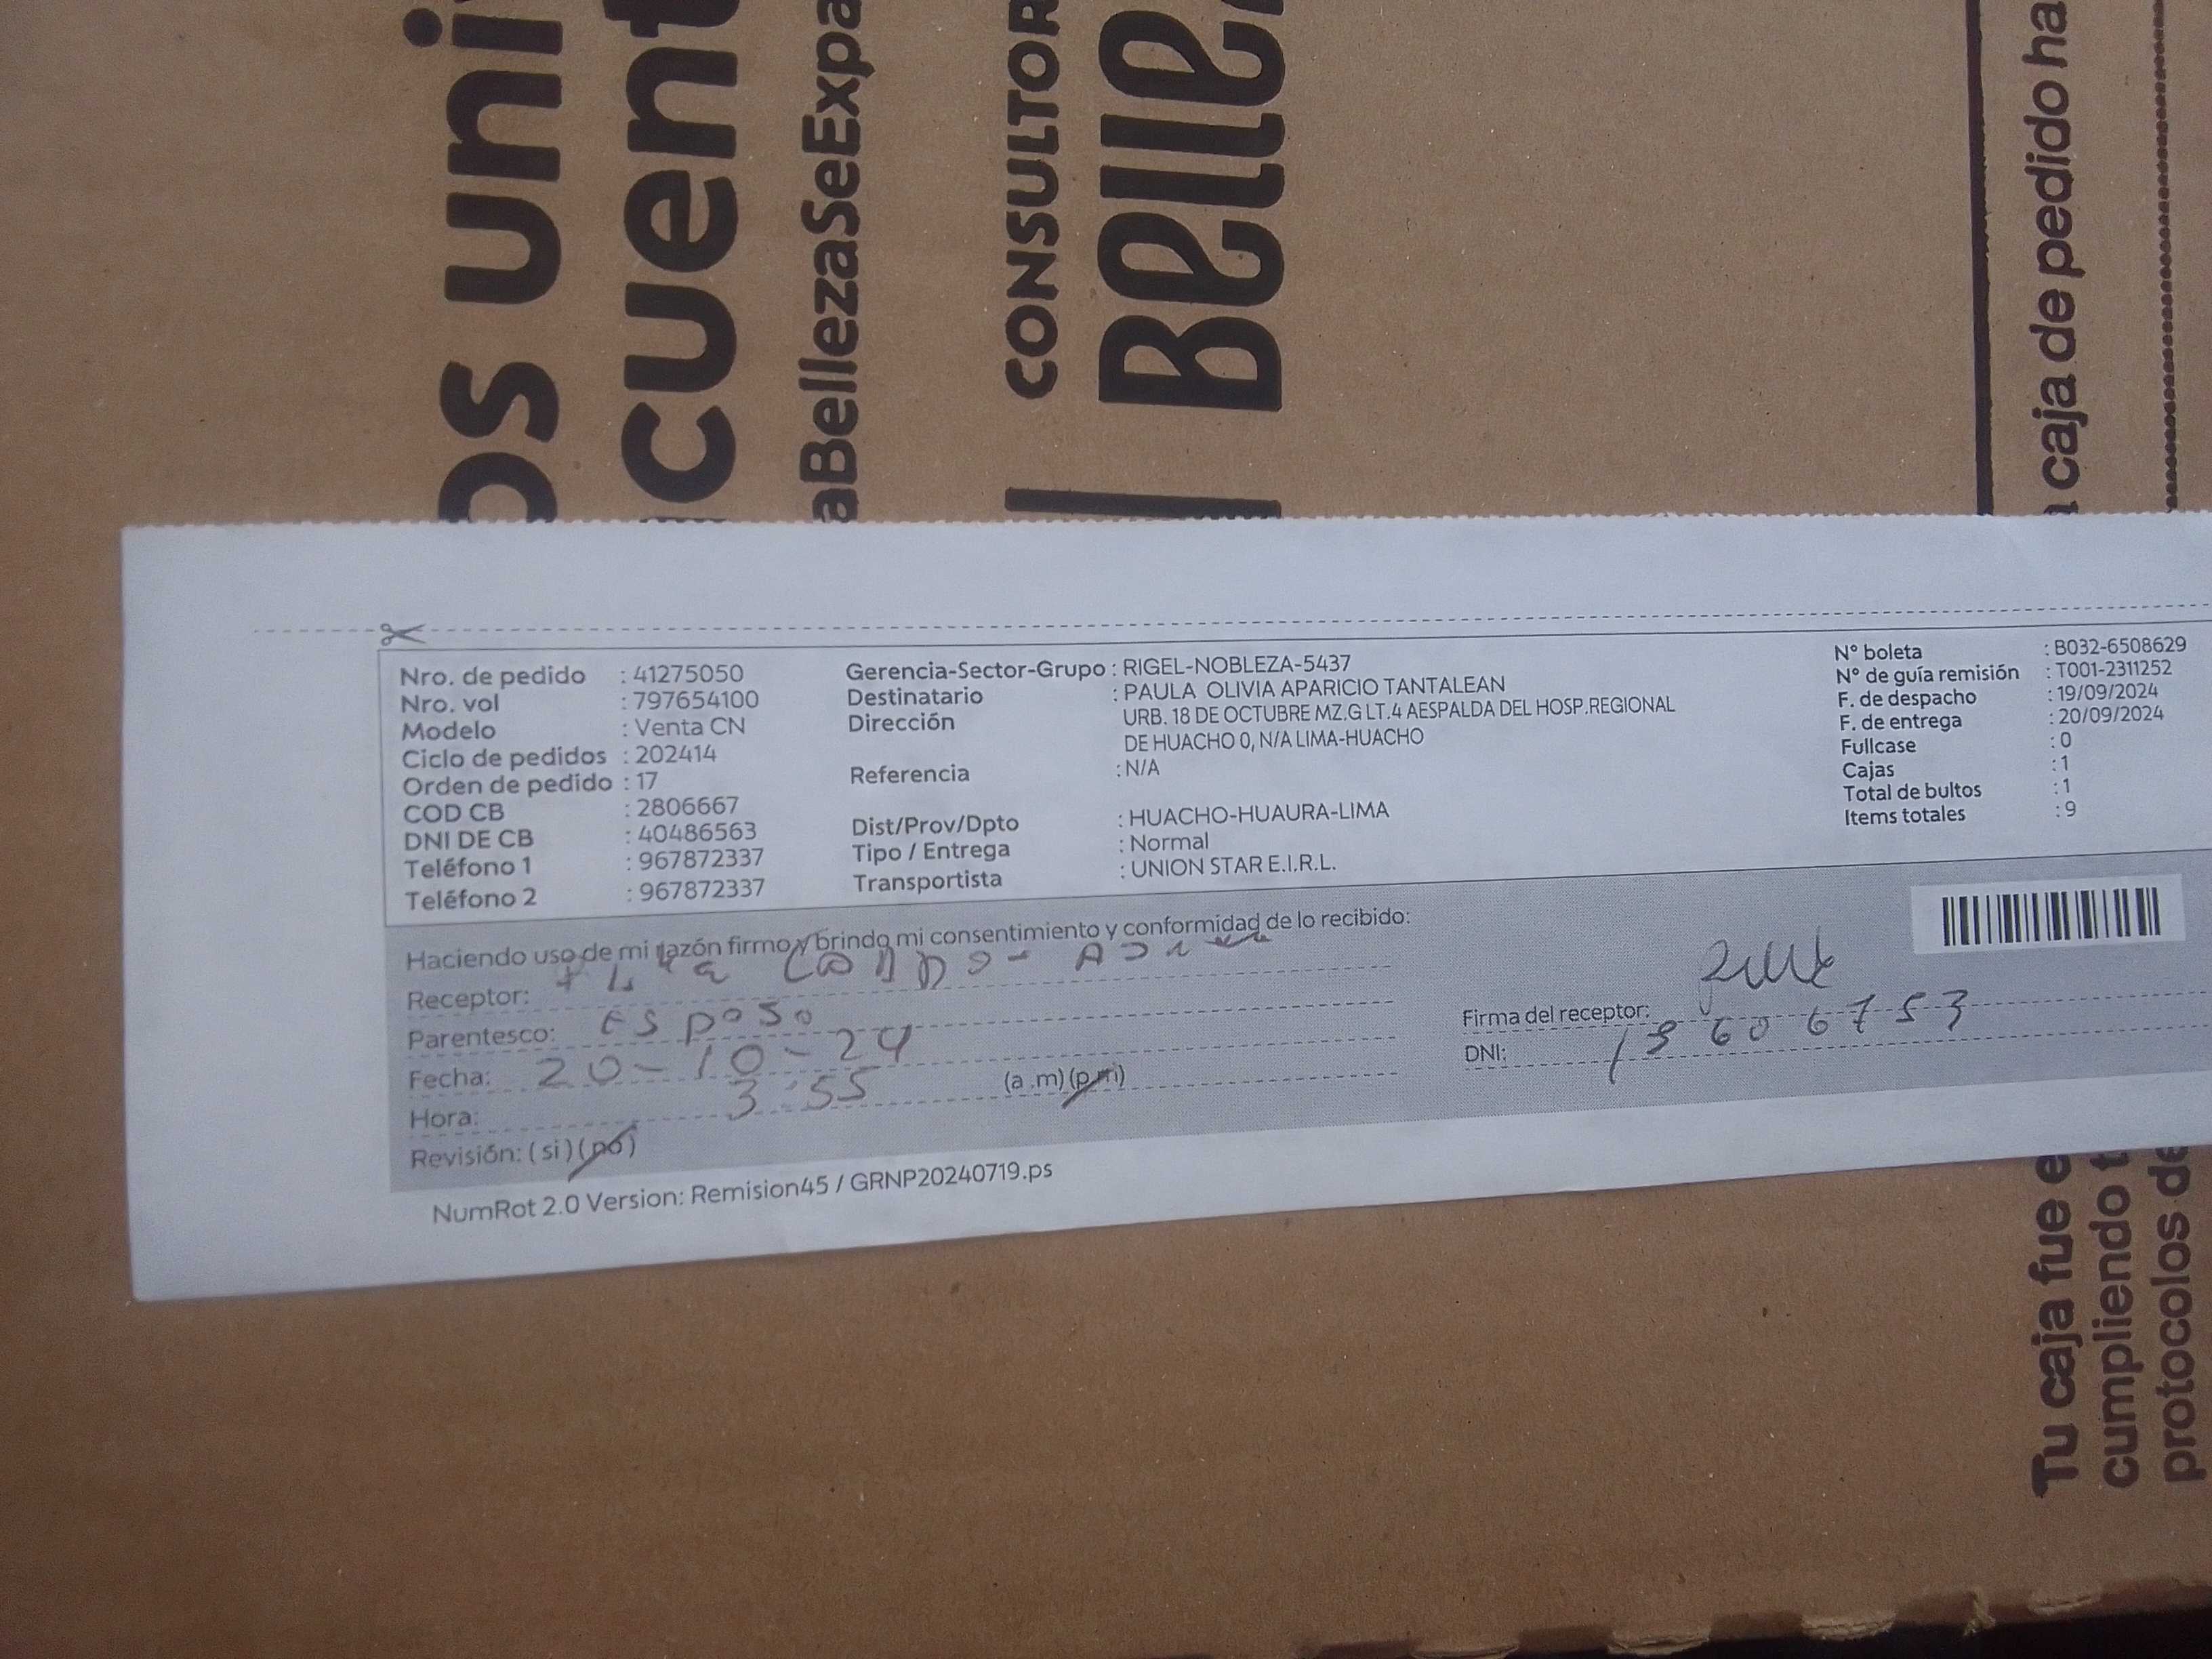 os uni
cuent
aBellezaSeExpa
CONSULTOR
| Belle
caja de pedido ha
Nro. de pedido : 41275050
Nro. vol : 797654100
Modelo : Venta CN
Ciclo de pedidos : 202414
Orden de pedido : 17
COD CB : 2806667
DNI DE CB : 40486563
Teléfono 1 : 967872337
Teléfono 2 : 967872337
Gerencia-Sector-Grupo : RIGEL-NOBLEZA-5437
Destinatario : PAULA OLIVIA APARICIO TANTALEAN
Dirección URB. 18 DE OCTUBRE MZ.G LT.4 AESPALDA DEL HOSP.REGIONAL
DE HUACHO 0, N/A LIMA-HUACHO
Referencia : N/A
Dist/Prov/Dpto : HUACHO-HUAURA-LIMA
Tipo / Entrega : Normal
Transportista : UNION STAR E.I.R.L.
N° boleta : B032-6508629
N° de guía remisión : T001-2311252
F. de despacho : 19/09/2024
F. de entrega : 20/09/2024
Fullcase : 0
Cajas : 1
Total de bultos : 1
Items totales : 9
Haciendo uso de mi razón firmo y brindo mi consentimiento y conformidad de lo recibido:
Receptor:
Parentesco: Esposo
Fecha: 20-10-24
Hora: 3:55 (a.m) (p.m)
Revisión: (si) (no)
Firma del receptor:
DNI:
NumRot 2.0 Version: Remision45 / GRNP20240719.ps
Tu caja fue e
cumpliendo t
protocolos de